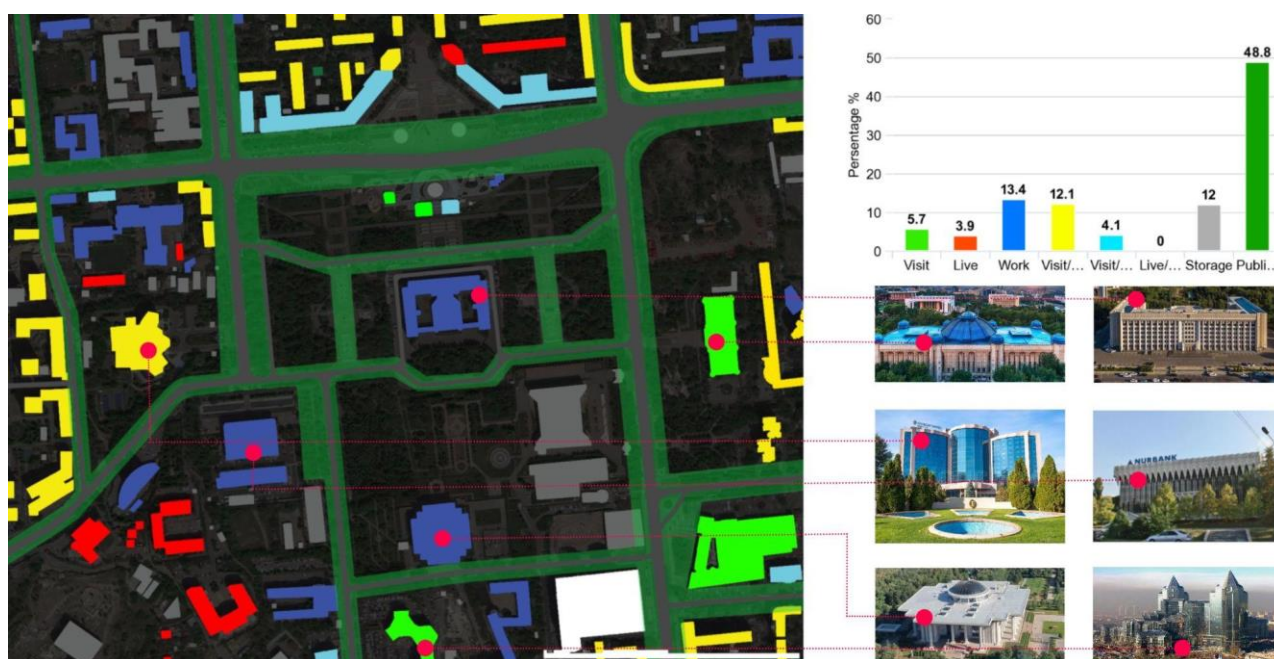 60
50
40
30
20
10
0
Persentage %
5.7
3.9
13.4
12.1
4.1
0
12
48.8
Visit
Live
Work
Visit/...
Visit/...
Live/...
Storage
Publi...
NURBANK